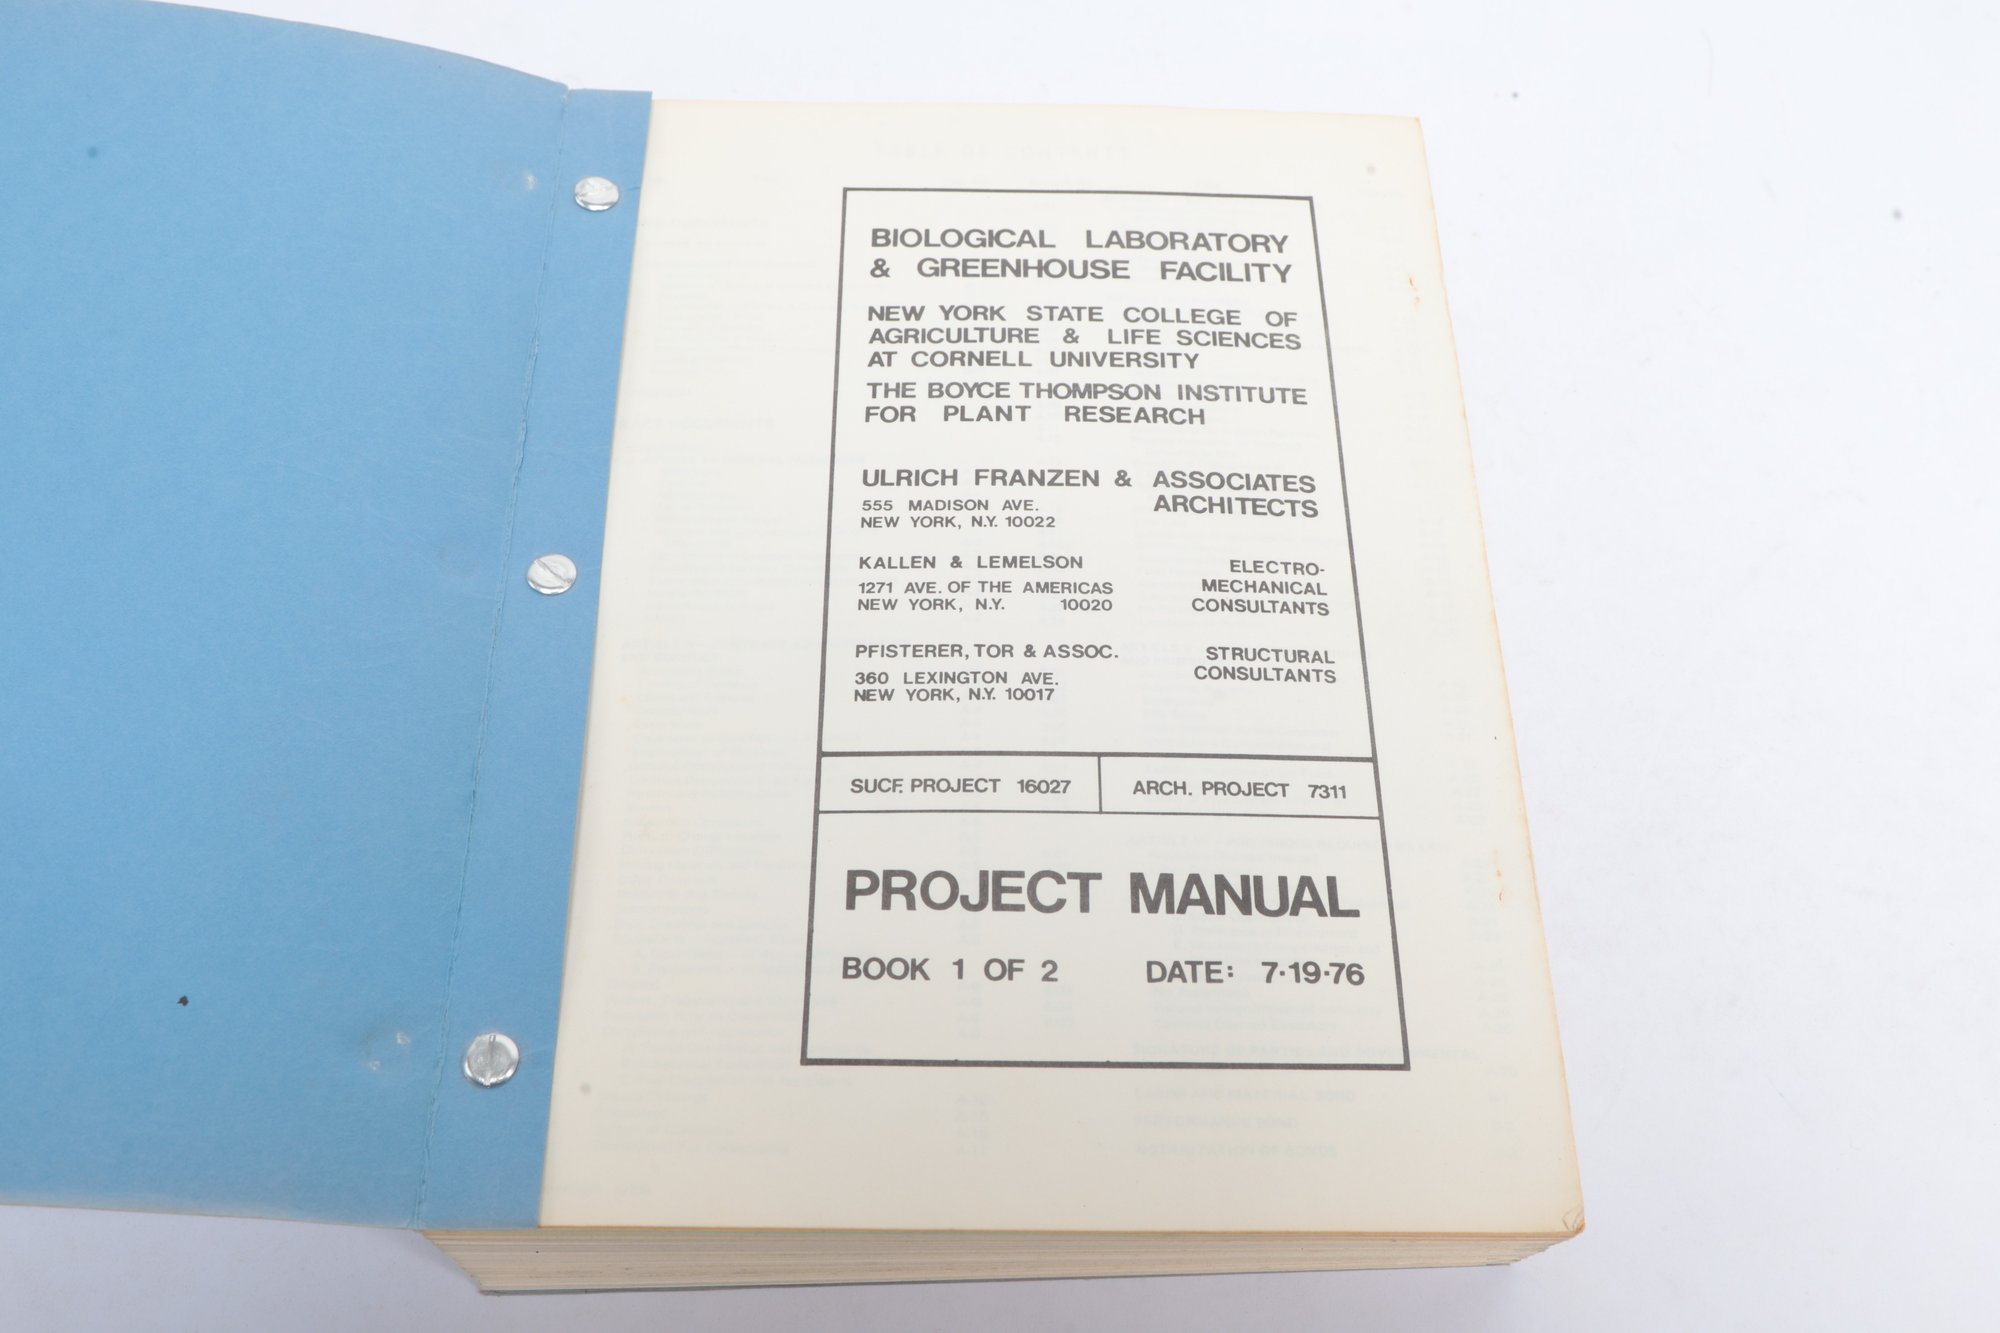 BIOLOGICAL LABORATORY
& GREENHOUSE FACILITY
NEW YORK STATE COLLEGE OF
AGRICULTURE & LIFE SCIENCES
AT CORNELL UNIVERSITY
THE BOYCE THOMPSON INSTITUTE
FOR PLANT RESEARCH
ULRICH FRANZEN & ASSOCIATES
555 MADISON AVE. ARCHITECTS
NEW YORK, N.Y. 10022
KALLEN & LEMELSON ELECTRO-
1271 AVE. OF THE AMERICAS MECHANICAL
NEW YORK, N.Y. 10020 CONSULTANTS
PFISTERER, TOR & ASSOC. STRUCTURAL
360 LEXINGTON AVE. CONSULTANTS
NEW YORK, N.Y. 10017
SUCF. PROJECT 16027 ARCH. PROJECT 7311
PROJECT MANUAL
BOOK 1 OF 2 DATE: 7-19-76